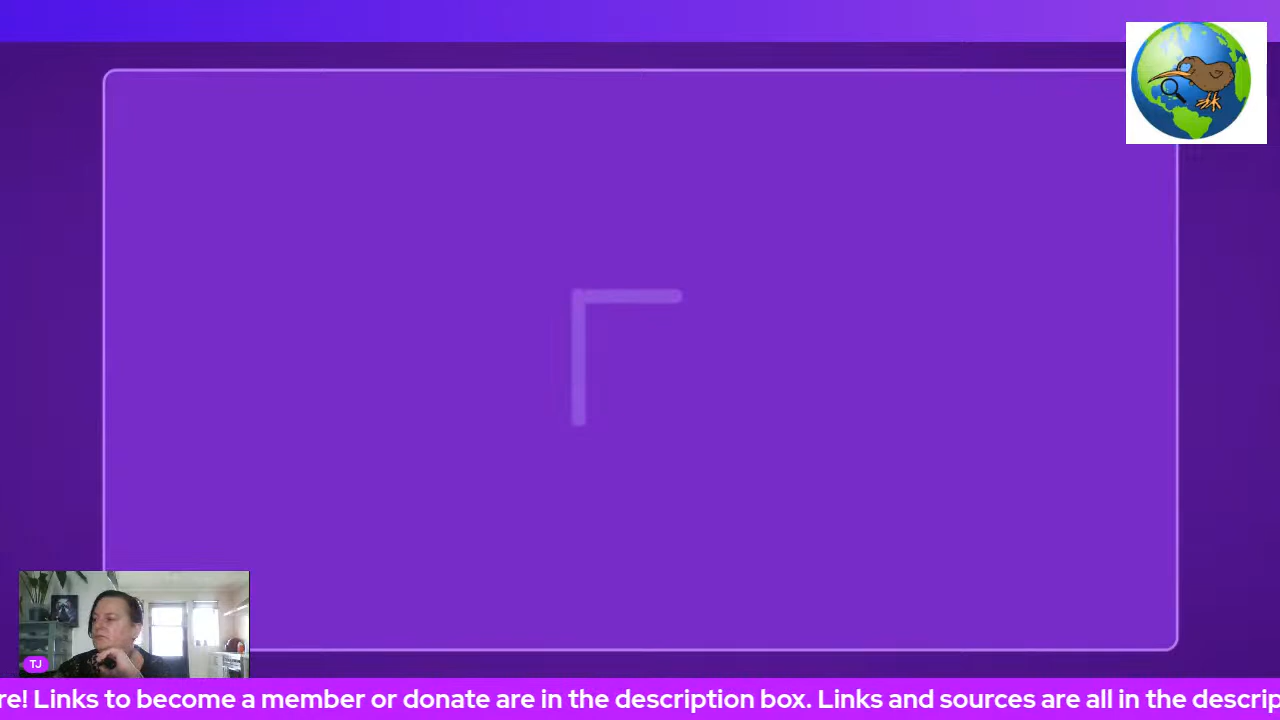 TJ
re! Links to become a member or donate are in the description box. Links and sources are all in the descrip